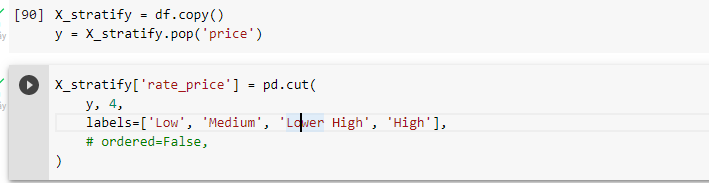 [90] X_stratify = df.copy()
y = X_stratify.pop('price')
X_stratify['rate_price'] = pd.cut(
y, 4,
labels=['Low', 'Medium', 'Lower High', 'High'],
# ordered=False,
)